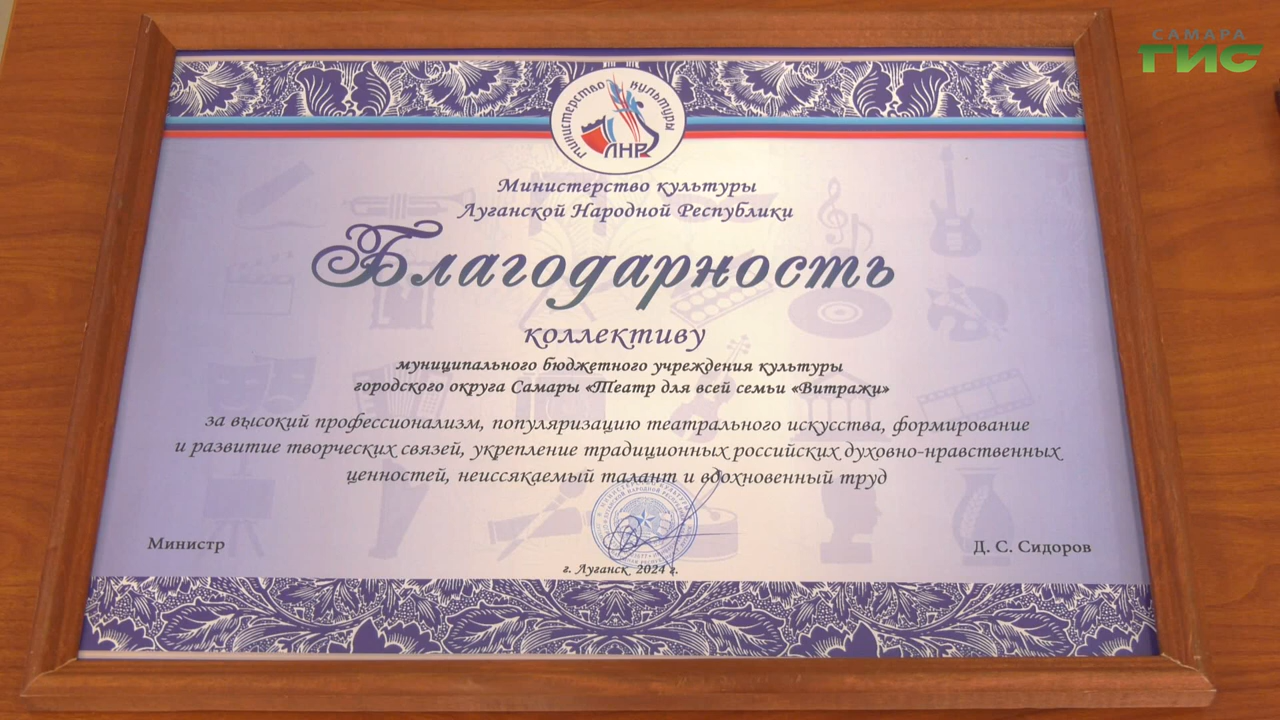 САМАРА
ГИС
МИНИСТЕРСТВО КУЛЬТУРЫ
ЛНР
Министерство культуры
Луганской Народной Республики
Благодарность
коллективу
муниципального бюджетного учреждения культуры
городского округа Самары «Театр для всей семьи «Витражи»
за высокий профессионализм, популяризацию театрального искусства, формирование
и развитие творческих связей, укрепление традиционных российских духовно-нравственных
ценностей, неиссякаемый талант и вдохновенный труд
Министр
Д. С. Сидоров
г. Луганск 2024 г.